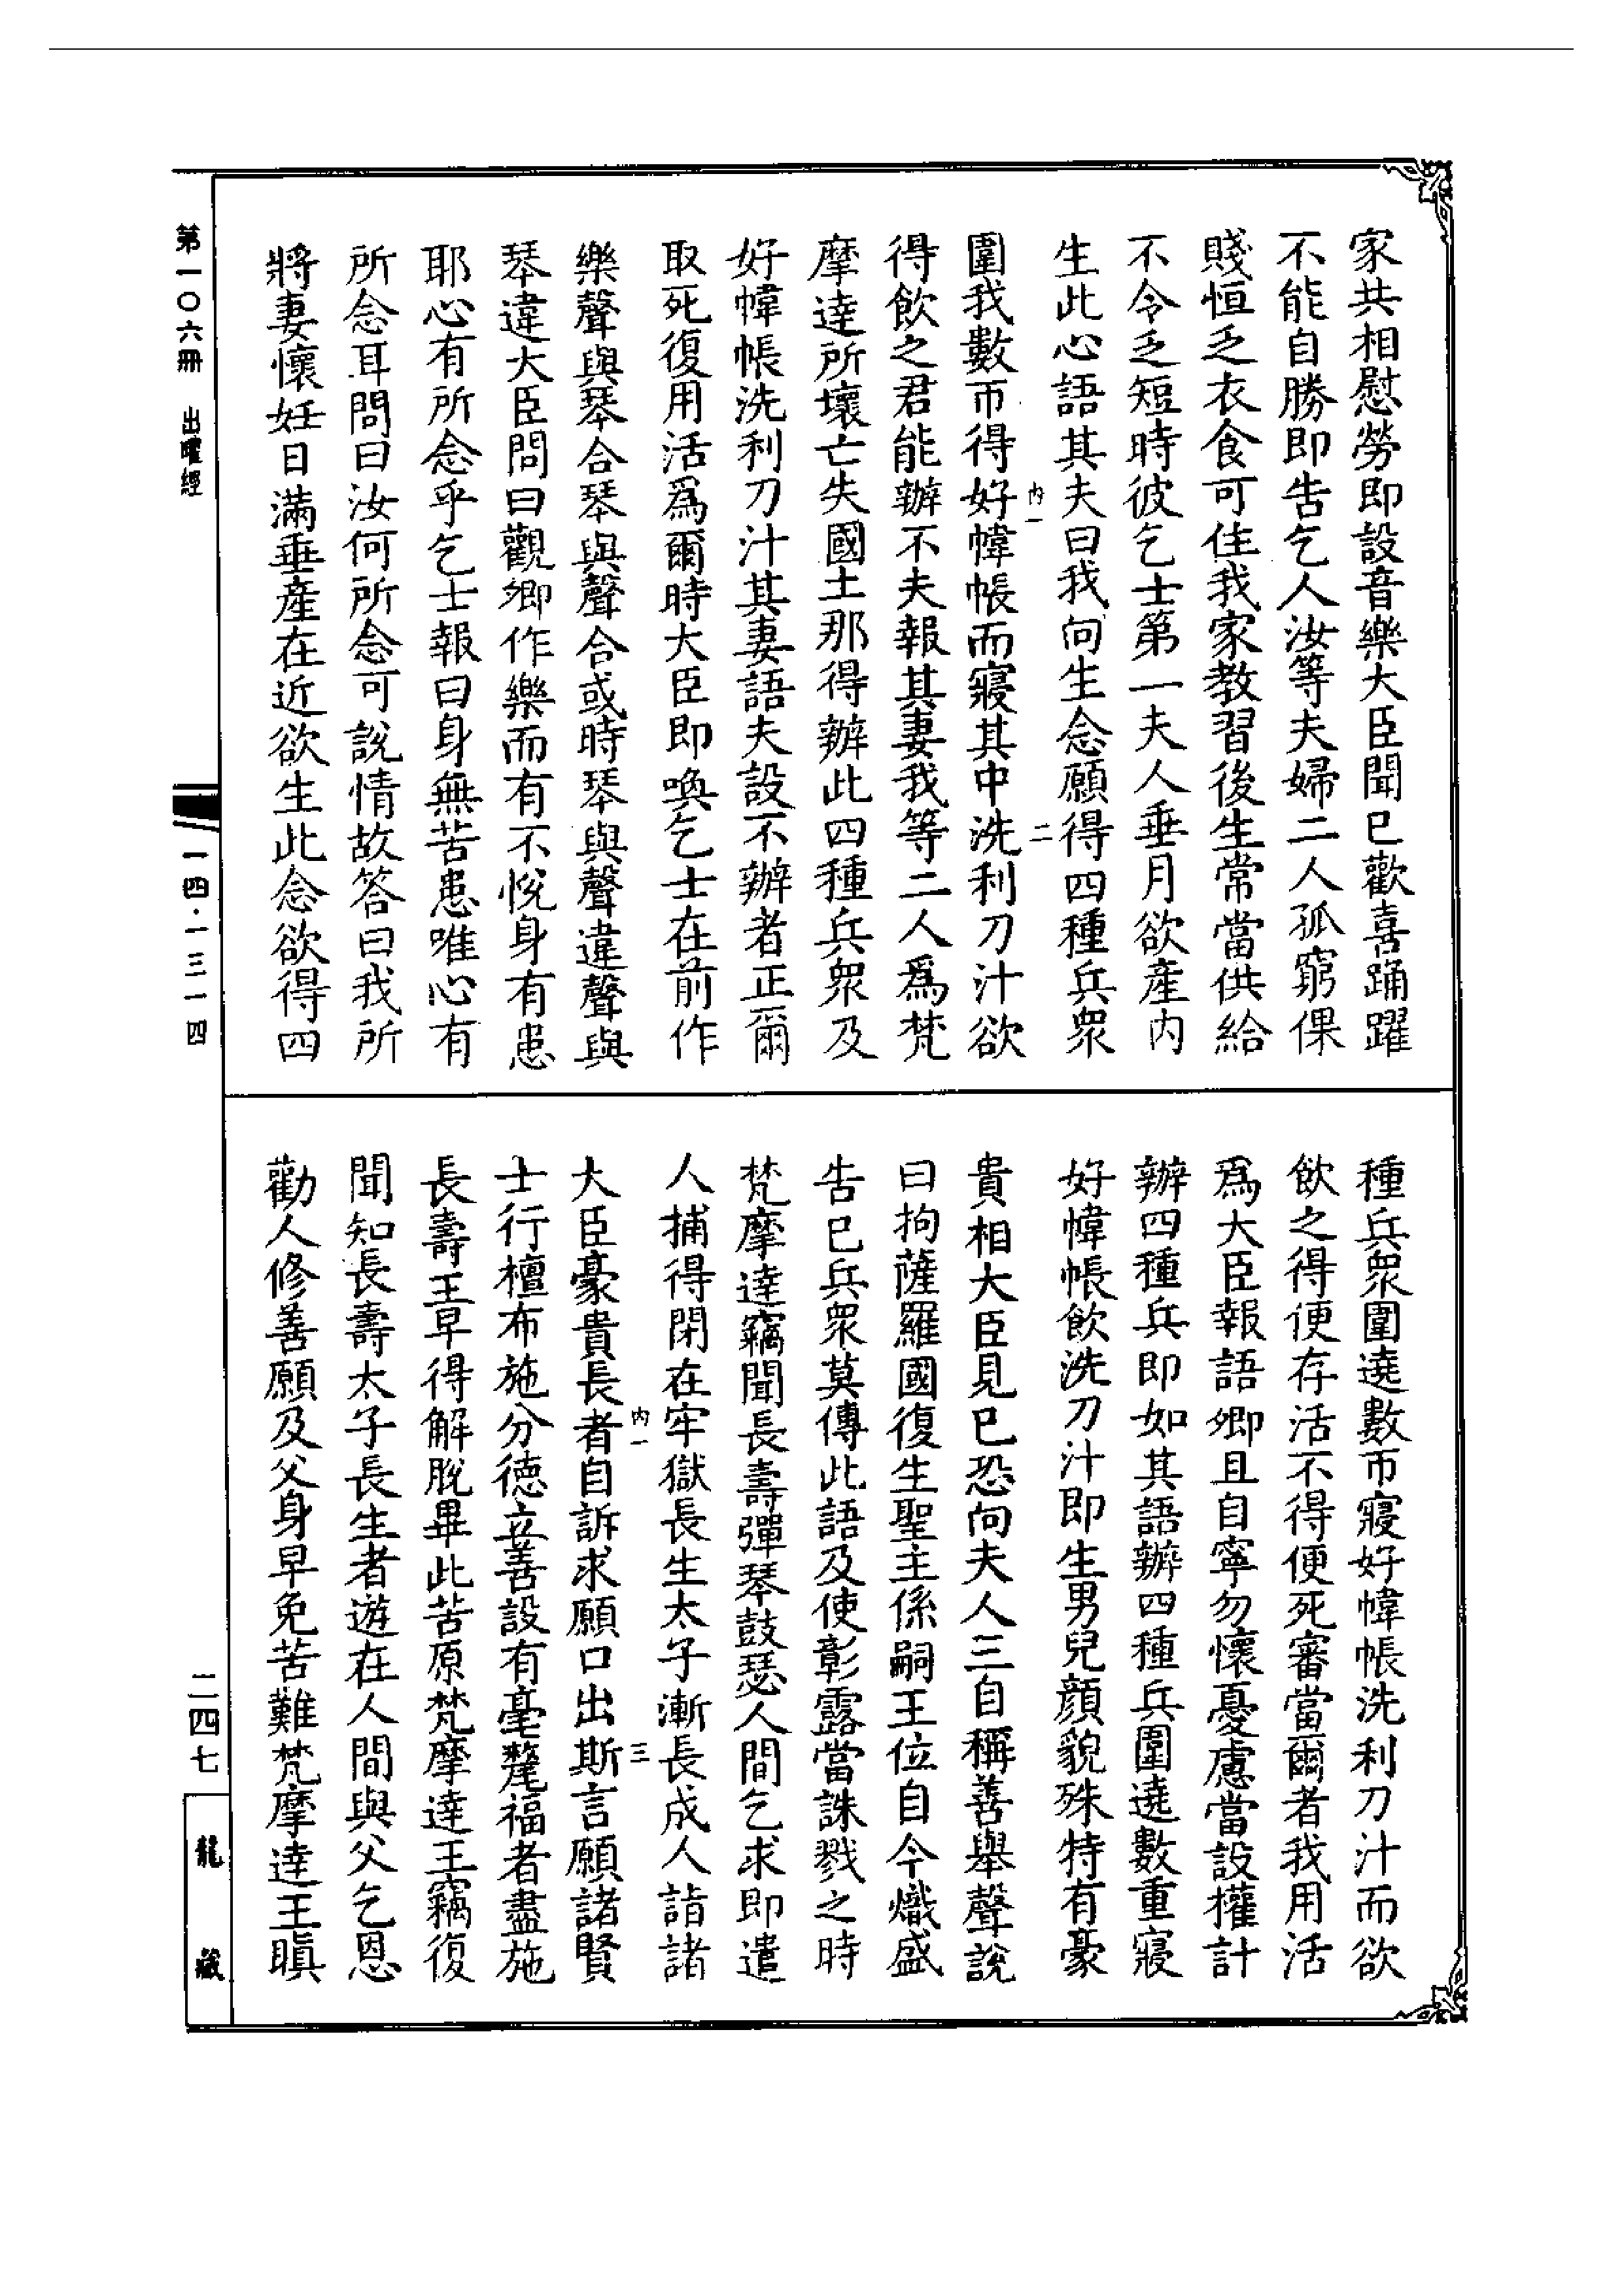 家共相慰勞即設音樂大臣聞已歡喜踊躍
不能自勝即告乞人汝等夫婦二人孤窮倮
賤恒乏衣食可住我家教習後生常當供給
不令乏短時彼乞士第一夫人垂月欲產内
生此心語其夫曰我向生念願得四種兵衆
内一
二
圍我數帀得好幃帳而寢其中洗利刀汁欲
得飲之君能辦不夫報其妻我等二人爲梵
摩達所壞亡失國土那得辦此四種兵衆及
好幃帳洗利刀汁其妻語夫設不辦者正爾
取死復用活爲爾時大臣即喚乞士在前作
樂聲與琴合琴與聲合或時琴與聲違聲與
琴違大臣問曰觀卿作樂而有不悅身有患
耶心有所念乎乞士報曰身無苦患唯心有
所念耳問曰汝何所念可說情故答曰我所
將妻懷妊日滿垂產在近欲生此念欲得四
種兵衆圍遶數帀寢好幃帳洗利刀汁而欲
飲之得便存活不得便死審當爾者我用活
爲大臣報語卿且自寧勿懷憂慮當設權計
辦四種兵即如其語辦四種兵圍遶數重寢
好幃帳飲洗刀汁即生男兒顔貌殊特有豪
貴相大臣見已恐向夫人三自稱善舉聲說
曰拘薩羅國復生聖主係嗣王位自今熾盛
告已兵衆莫傳此語及使彰露當誅戮之時
梵摩達竊聞長壽彈琴鼓瑟人間乞求即遣
人捕得閉在牢獄長生太子漸長成人詣諸
内一
三
大臣豪貴長者自訴求願口出斯言願諸賢
士行檀布施分德立善設有毫氂福者盡施
長壽王早得解脫畢此苦原梵摩達王竊復
聞知長壽太子長生者遊在人間與父乞恩
勸人修善願及父身早免苦難梵摩達王瞋
第一〇六冊 出曜經
一四·一三一四
二四七
龍藏